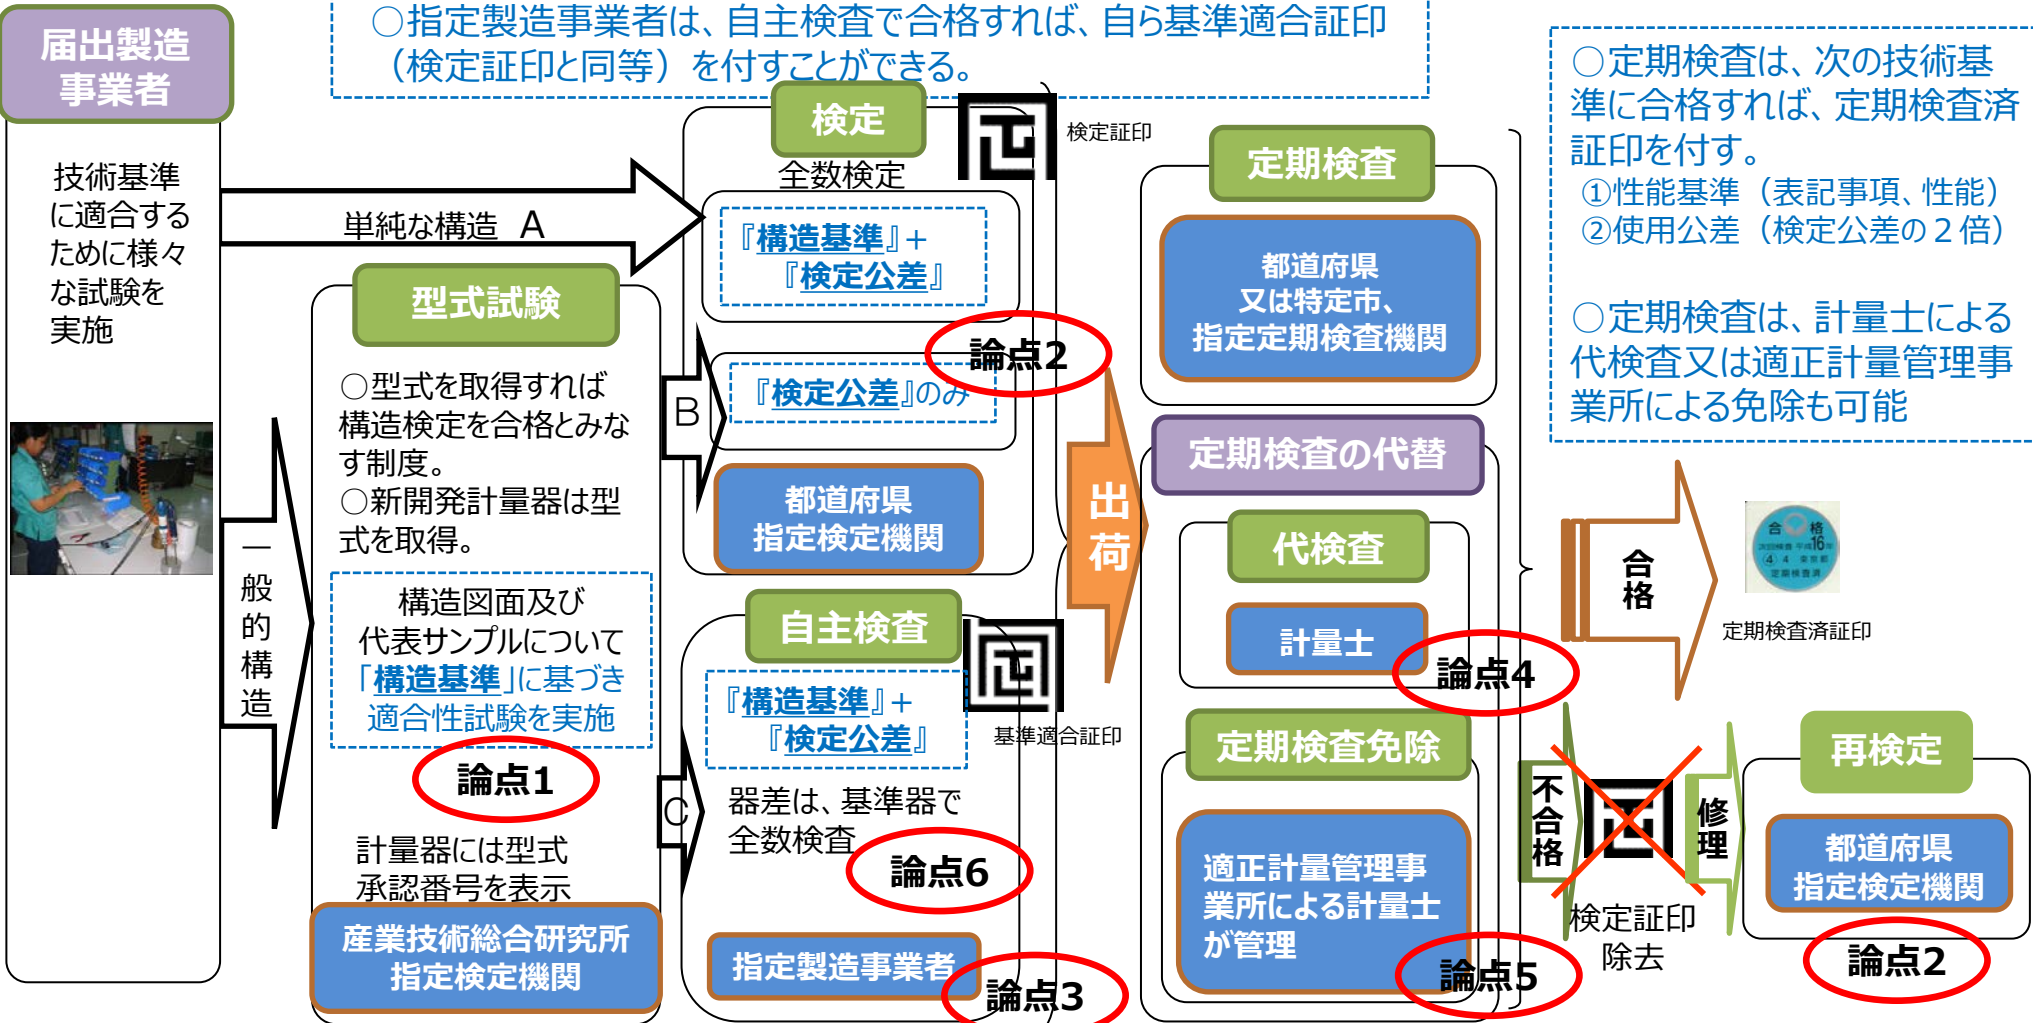 ○指定製造事業者は、自主検査で合格すれば、自ら基準適合証印
（検定証印と同等）を付すことができる。
届出製造
事業者
技術基準
に適合する
ために様々
な試験を
実施
単純な構造　A
一般的構造
型式試験
○型式を取得すれば
構造検定を合格とみな
す制度。
○新開発計量器は型
式を取得。
構造図面及び
代表サンプルについて
「構造基準」に基づき
適合性試験を実施
論点1
計量器には型式
承認番号を表示
産業技術総合研究所
指定検定機関
検定
検定証印
全数検定
『構造基準』＋
『検定公差』
論点2
B
『検定公差』のみ
都道府県
指定検定機関
自主検査
『構造基準』＋
『検定公差』
基準適合証印
C
器差は、基準器で
全数検査
論点6
指定製造事業者
論点3
出荷
定期検査
都道府県
又は特定市、
指定定期検査機関
定期検査の代替
代検査
計量士
論点4
定期検査免除
適正計量管理事
業所による計量士
が管理
論点5
○定期検査は、次の技術基
準に合格すれば、定期検査済
証印を付す。
①性能基準（表記事項、性能）
②使用公差（検定公差の２倍）
○定期検査は、計量士による
代検査又は適正計量管理事
業所による免除も可能
合格
合　格
次回検査 平成16年
④ 4 東京都
定期検査済
定期検査済証印
不合格
検定証印
除去
修理
再検定
都道府県
指定検定機関
論点2